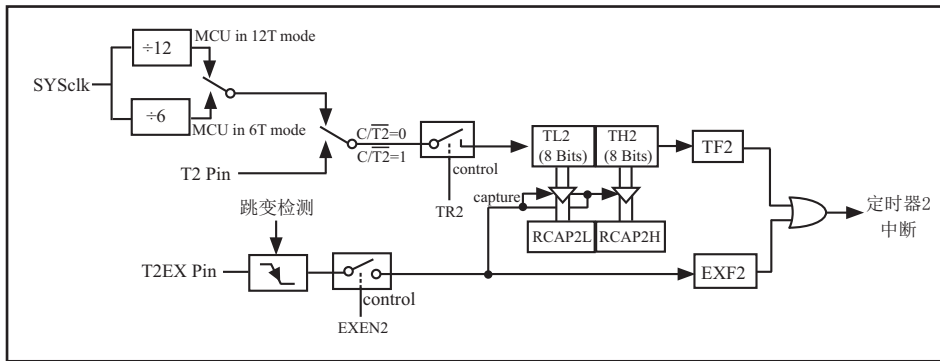 ÷12
MCU in 12T mode
SYSclk
÷6
MCU in 6T mode
C/T2=0
C/T2=1
T2 Pin
control
TR2
TL2
(8 Bits)
TH2
(8 Bits)
TF2
capture
RCAP2L
RCAP2H
定时器2
中断
跳变检测
T2EX Pin
control
EXEN2
EXF2